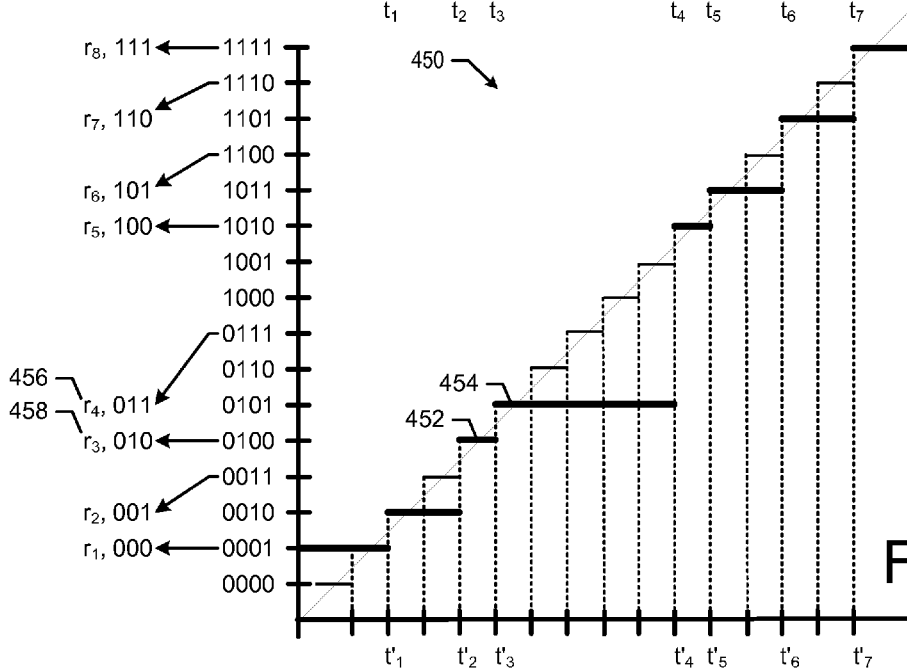 t1 t2 t3 t4 t5 t6 t7
r8, 111 1111
450
1110
r7, 110 1101
1100
r6, 101 1011
r5, 100 1010
1001
1000
0111
456 0110
454
r4, 011 0101
458 452
r3, 010 0100
0011
r2, 001 0010
r1, 000 0001
F
0000
t'1 t'2 t'3 t'4 t'5 t'6 t'7